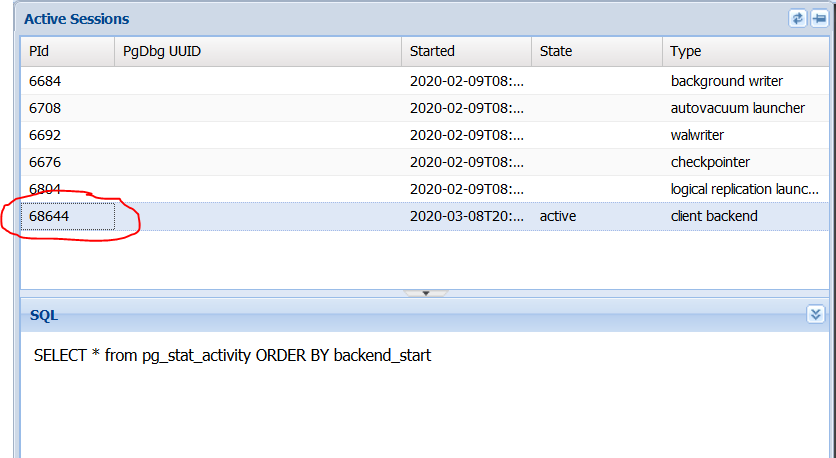 Active Sessions
PId PgDbg UUID Started State Type
6684 2020-02-09T08:... background writer
6708 2020-02-09T08:... autovacuum launcher
6692 2020-02-09T08:... walwriter
6676 2020-02-09T08:... checkpointer
6804 2020-02-09T08:... logical replication launc...
68644 2020-03-08T20:... active client backend
SQL
SELECT * from pg_stat_activity ORDER BY backend_start